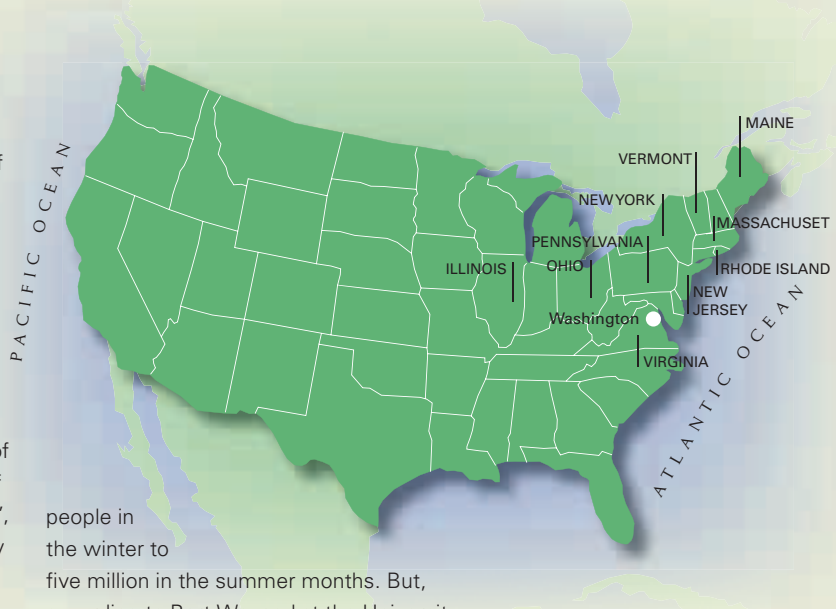 MAINE
VERMONT
NEW YORK
MASSACHUSET
PENNSYLVANIA
ILLINOIS
OHIO
RHODE ISLAND
NEW
JERSEY
Washington
VIRGINIA
PACIFIC OCEAN
ATLANTIC OCEAN
people in
the winter to
five million in the summer months. But,